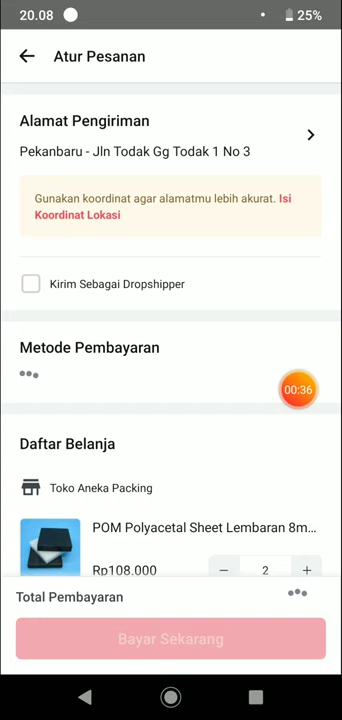 20.08
25%
Atur Pesanan
Alamat Pengiriman
Pekanbaru - Jln Todak Gg Todak 1 No 3
Gunakan koordinat agar alamatmu lebih akurat. Isi
Koordinat Lokasi
Kirim Sebagai Dropshipper
Metode Pembayaran
00:36
Daftar Belanja
Toko Aneka Packing
POM Polyacetal Sheet Lembaran 8m...
Rp108.000
− 2 +
Total Pembayaran
Bayar Sekarang